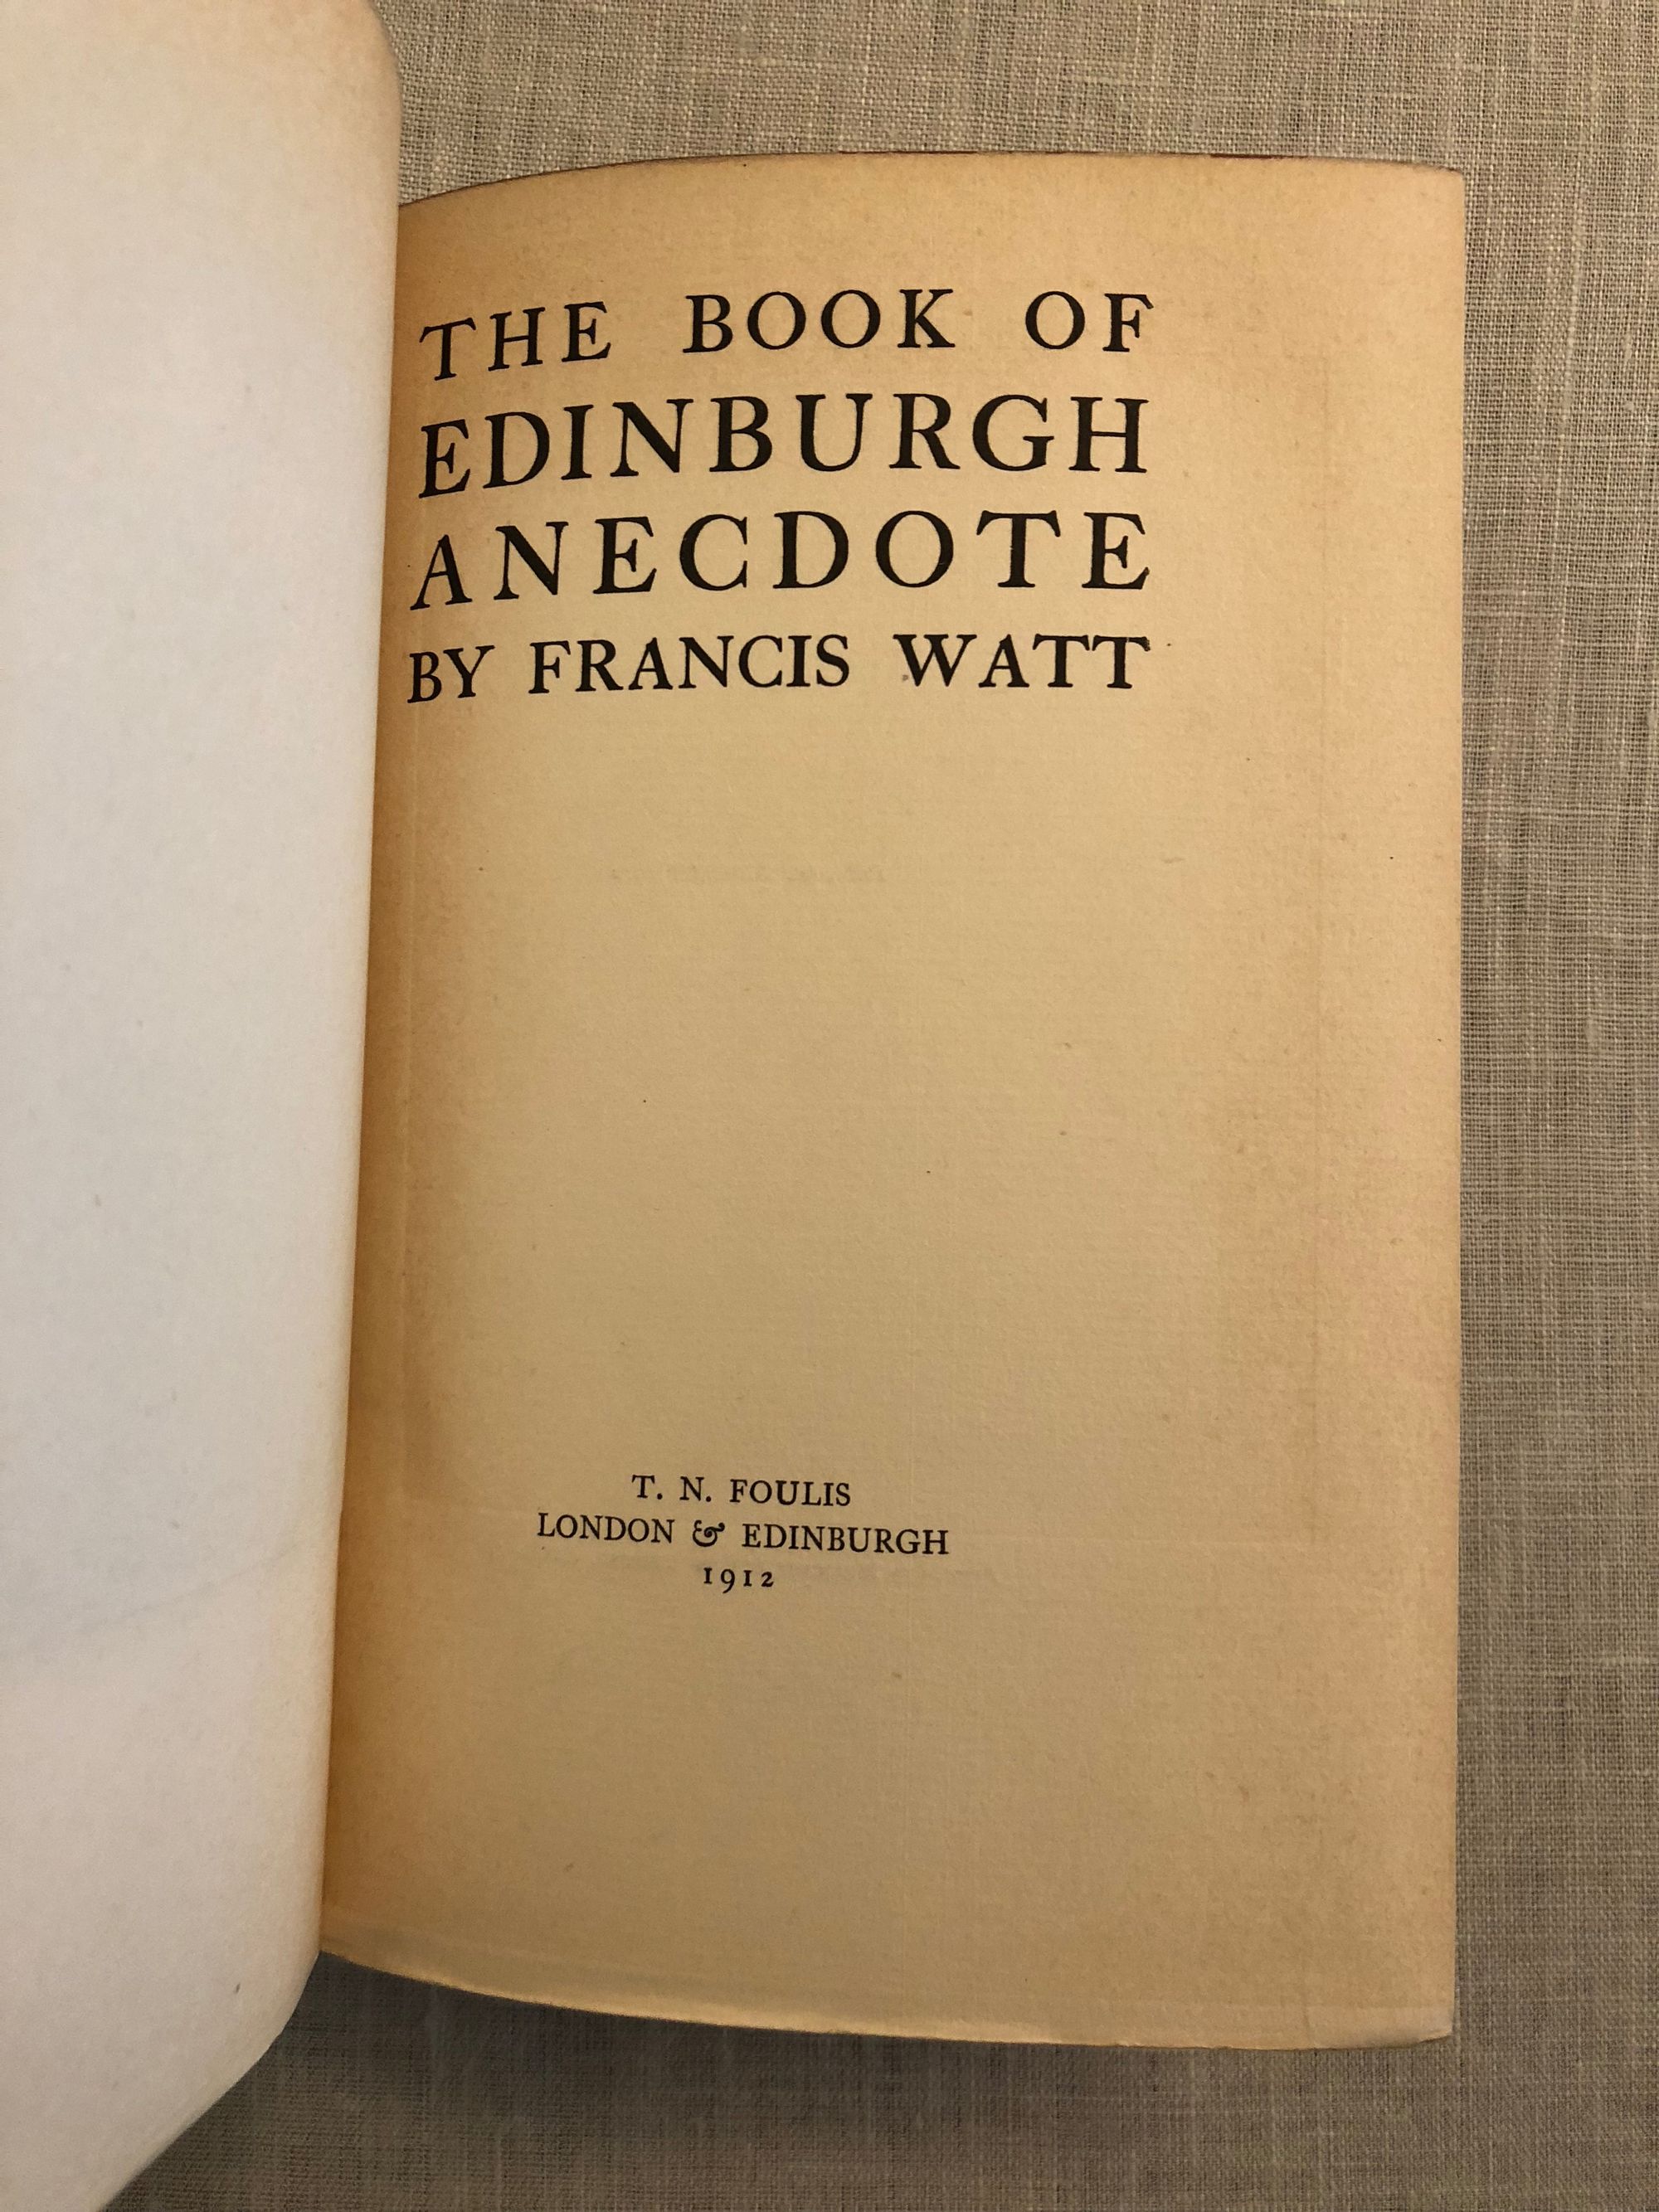 THE BOOK OF
EDINBURGH
ANECDOTE
BY FRANCIS WATT
T. N. FOULIS
LONDON & EDINBURGH
1912